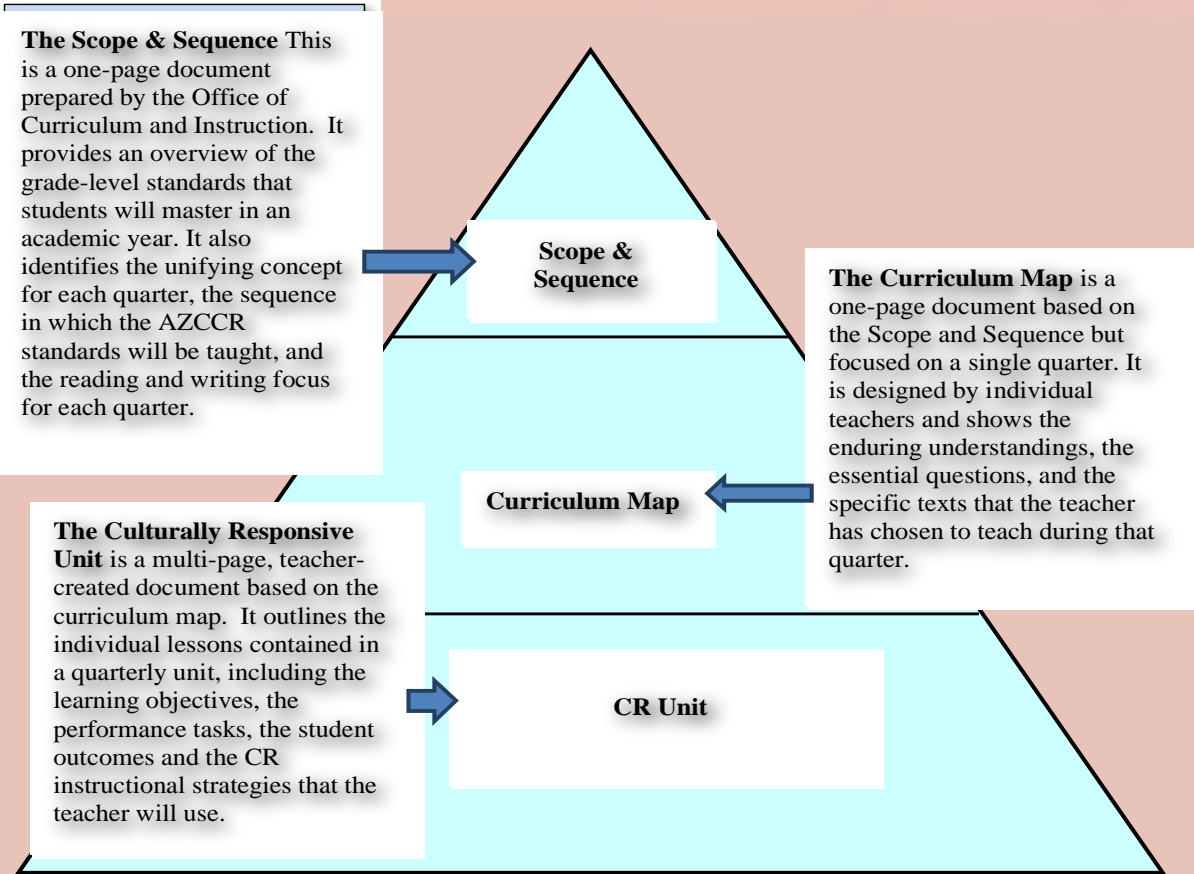 The Scope & Sequence This
is a one-page document
prepared by the Office of
Curriculum and Instruction.  It
provides an overview of the
grade-level standards that
students will master in an
academic year. It also
identifies the unifying concept
for each quarter, the sequence
in which the AZCCR
standards will be taught, and
the reading and writing focus
for each quarter.
Scope &
Sequence
The Curriculum Map is a
one-page document based on
the Scope and Sequence but
focused on a single quarter. It
is designed by individual
teachers and shows the
enduring understandings, the
essential questions, and the
specific texts that the teacher
has chosen to teach during that
quarter.
Curriculum Map
The Culturally Responsive
Unit is a multi-page, teacher-
created document based on the
curriculum map.  It outlines the
individual lessons contained in
a quarterly unit, including the
learning objectives, the
performance tasks, the student
outcomes and the CR
instructional strategies that the
teacher will use.
CR Unit